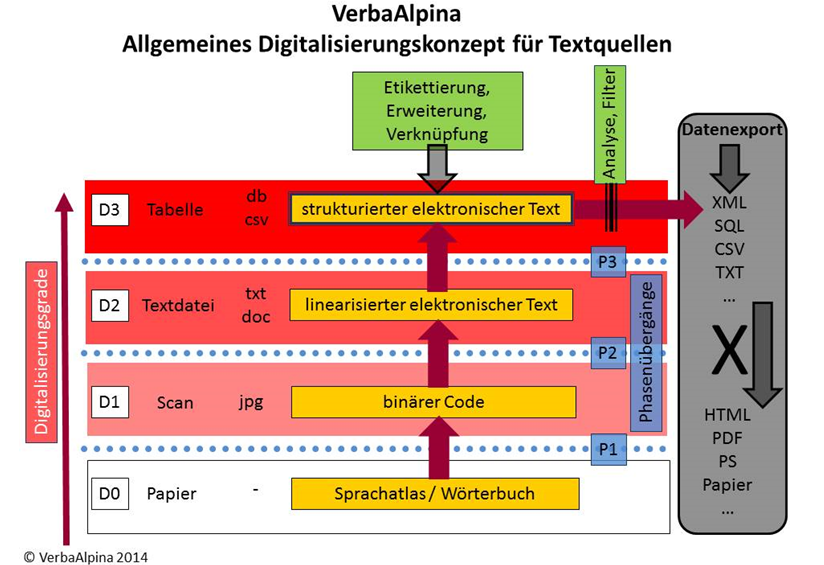 VerbaAlpina
Allgemeines Digitalisierungskonzept für Textquellen
Etikettierung,
Erweiterung,
Verknüpfung
Analyse, Filter
Datenexport
D3 Tabelle db
csv
strukturierter elektronischer Text
XML
SQL
CSV
TXT
...
P3
Digitalisierungsgrade
D2 Textdatei txt
doc
linearisierter elektronischer Text
Phasenübergänge
P2
X
D1 Scan jpg binärer Code
HTML
PDF
PS
Papier
...
P1
D0 Papier - Sprachatlas / Wörterbuch
© VerbaAlpina 2014